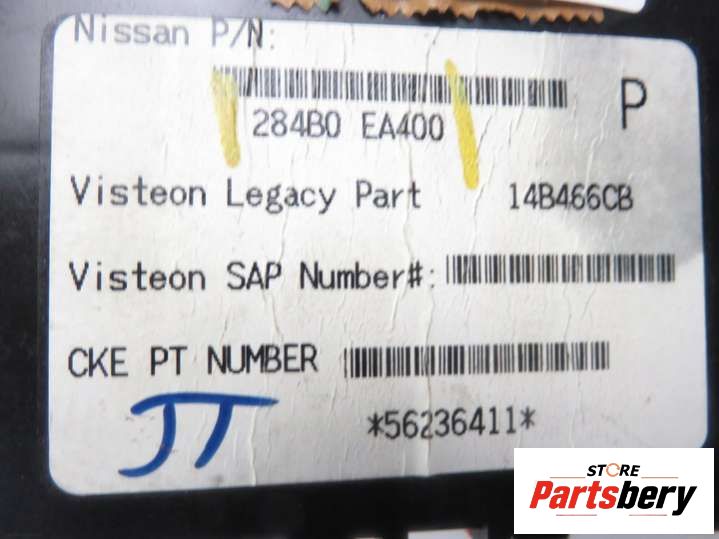 Nissan P/N:
P
284B0 EA400
Visteon Legacy Part 14B466CB
Visteon SAP Number#:
CKE PT NUMBER
JT
*56236411*
STORE
Partsbery